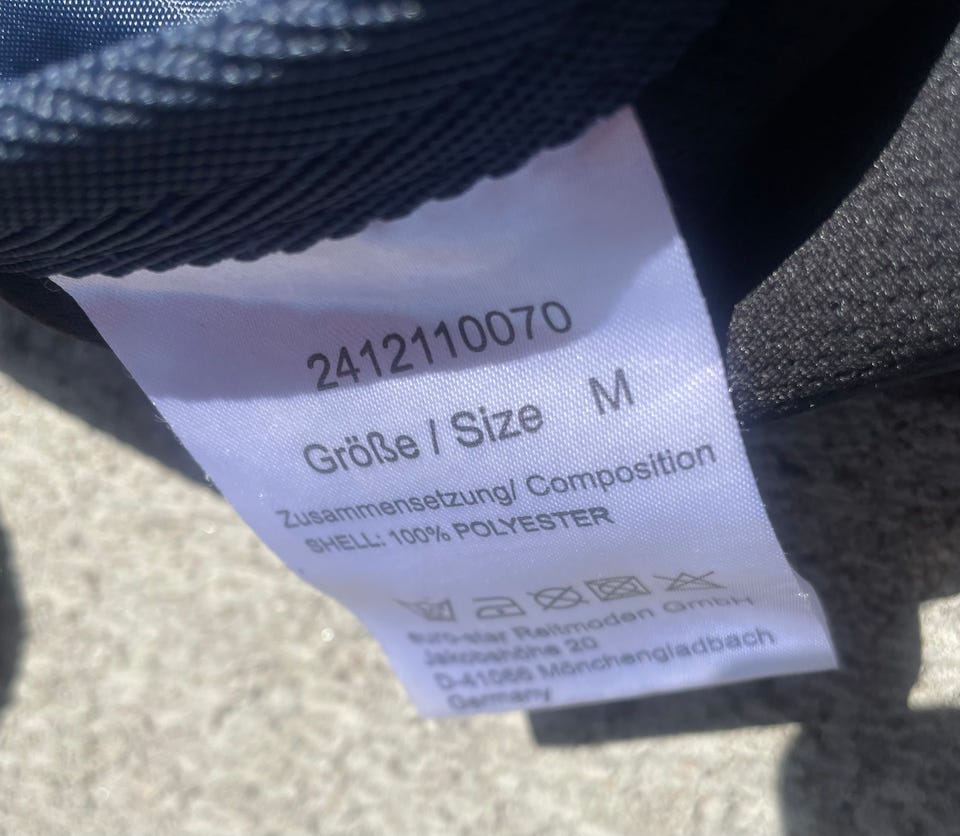 2412110070
Größe / Size M
Zusammensetzung/ Composition
SHELL: 100% POLYESTER
euro-star Reitmoden GmbH
Jakobshöhe 20
D-41066 Mönchengladbach
Germany